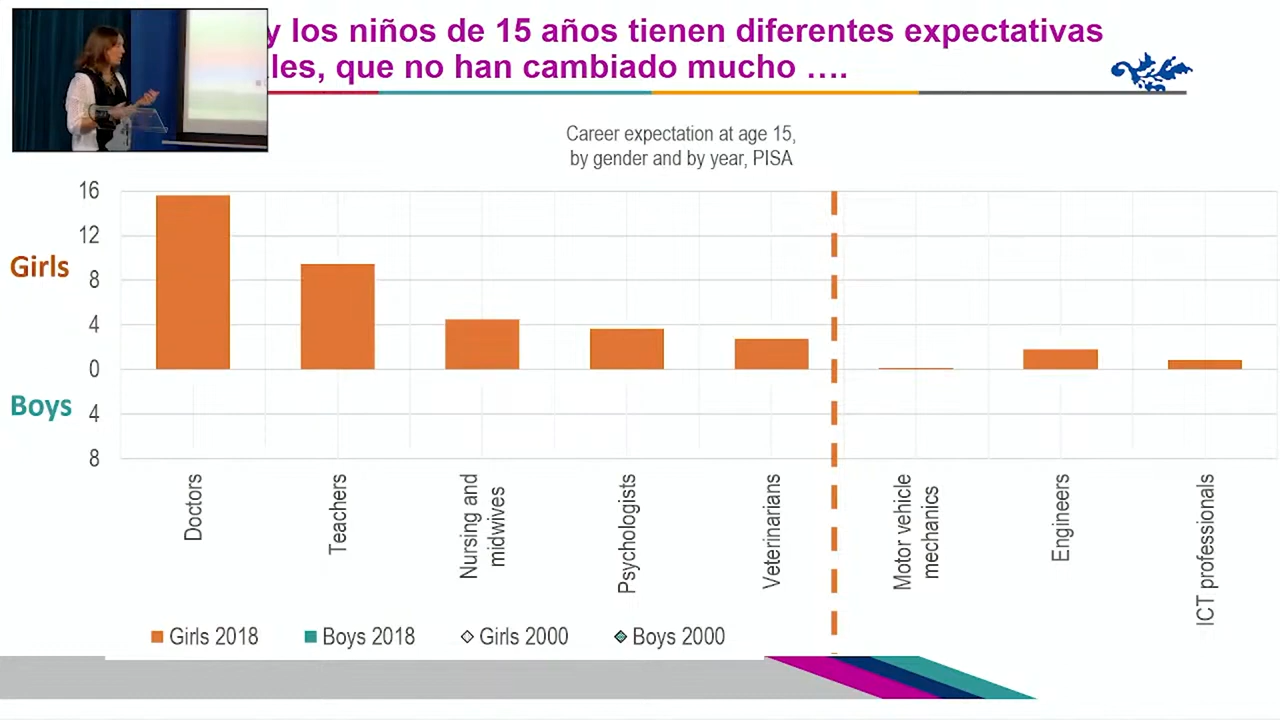 y los niños de 15 años tienen diferentes expectativas
les, que no han cambiado mucho ....
Career expectation at age 15,
by gender and by year, PISA
16
12
Girls
8
4
0
Boys
4
8
Doctors
Teachers
Nursing and
midwives
Psychologists
Veterinarians
Motor vehicle
mechanics
Engineers
ICT professionals
Girls 2018
Boys 2018
Girls 2000
Boys 2000